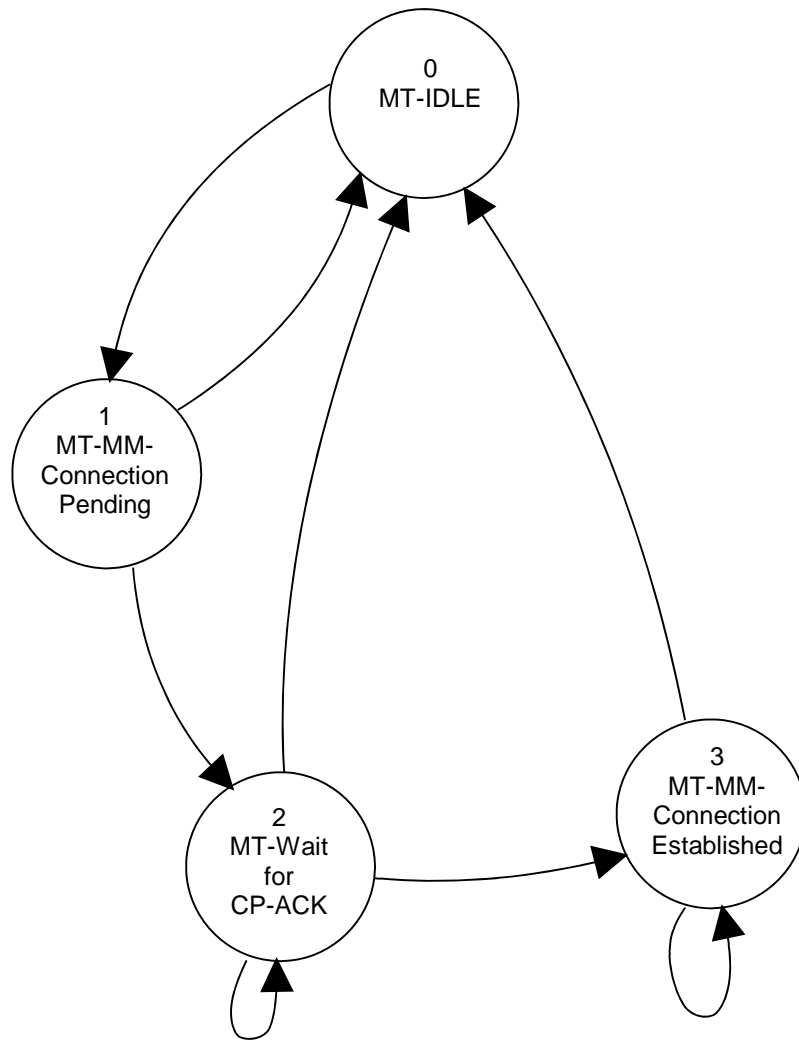 0
MT-IDLE
1
MT-MM-
Connection
Pending
2
MT-Wait
for
CP-ACK
3
MT-MM-
Connection
Established